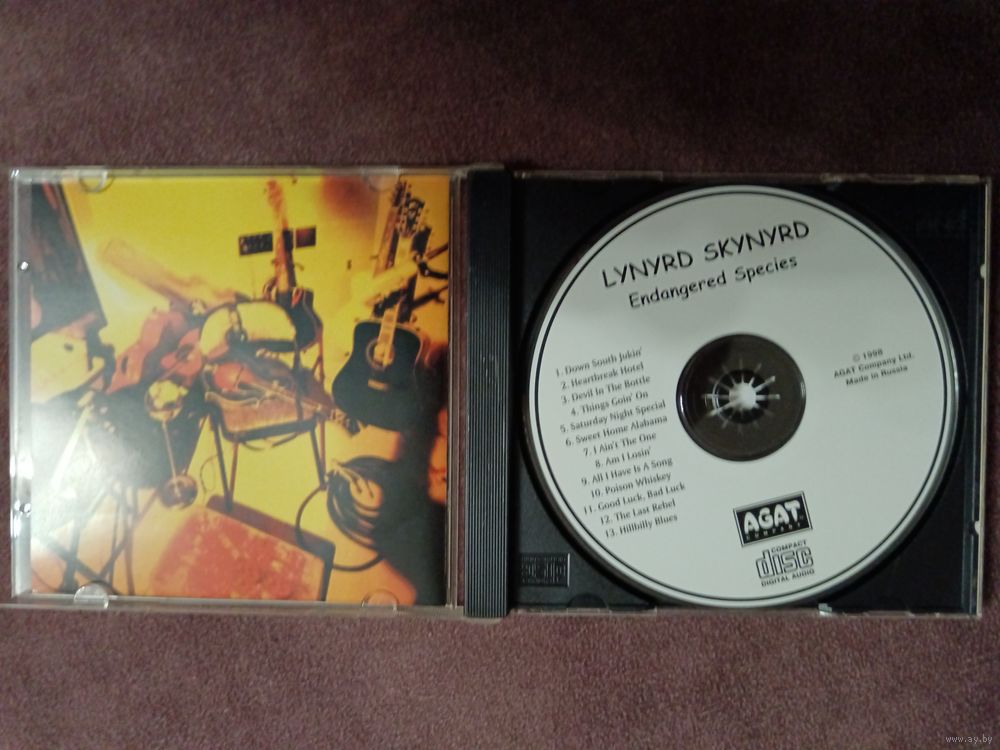 LYNYRD SKYNYRD
Endangered Species
1. Down South Jukin'
2. Heartbreak Hotel
3. Devil In The Bottle
4. Things Goin' On
5. Saturday Night Special
6. Sweet Home Alabama
7. I Ain't The One
8. Am I Losin'
9. All I Have Is A Song
10. Poison Whiskey
11. Good Luck, Bad Luck
12. The Last Rebel
13. Hillbilly Blues
© 1998
AGAT Company Ltd.
Made in Russia
AGAT
COMPANY
COMPACT
disc
DIGITAL AUDIO
www.ay.by